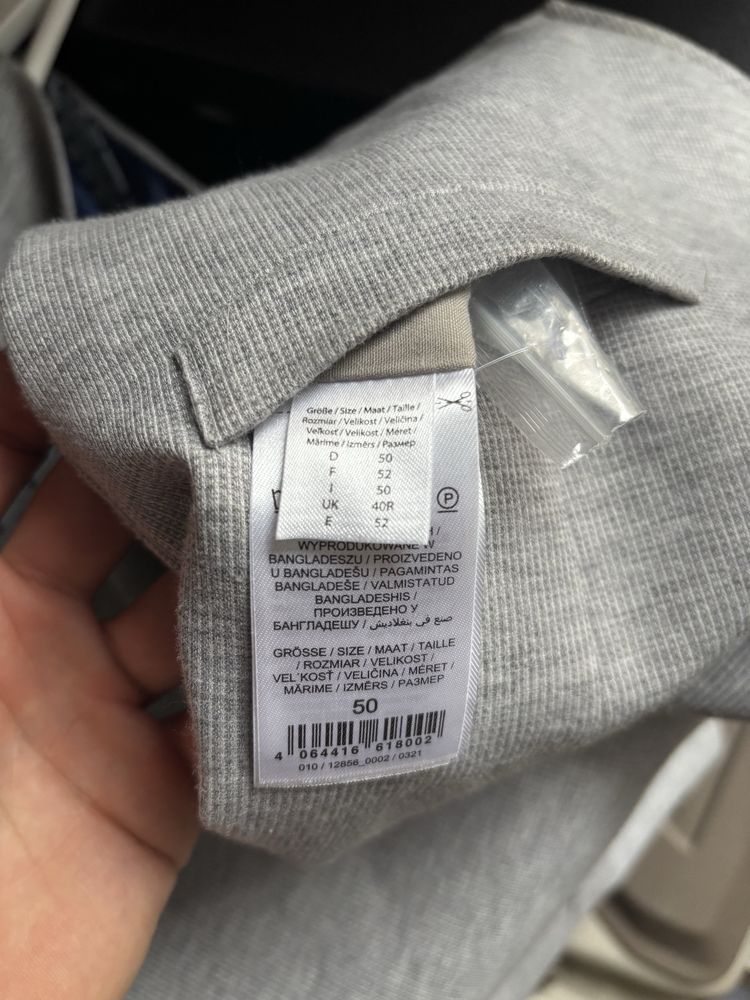 Größe / Size / Maat / Taille /
Rozmiar / Velikost / Veličina /
Veľkosť / Velikost / Méret /
Mărime / Izmērs / Размер
D 50
F 52
I 50
UK 40R
E 52
P
WYPRODUKOWANE W
BANGLADESZU / PROIZVEDENO
U BANGLADEŠU / PAGAMINTAS
BANGLADEŠE / VALMISTATUD
BANGLADESHIS /
ПРОИЗВЕДЕНО У
БАНГЛАДЕШУ / صنع في بنغلاديش
GRÖSSE / SIZE / MAAT / TAILLE
/ ROZMIAR / VELIKOST /
VEL´KOSŤ / VELIČINA / MÉRET /
MĂRIME / IZMĒRS / РАЗМЕР
50
4 064416 618002
010 / 12856_0002 / 0321